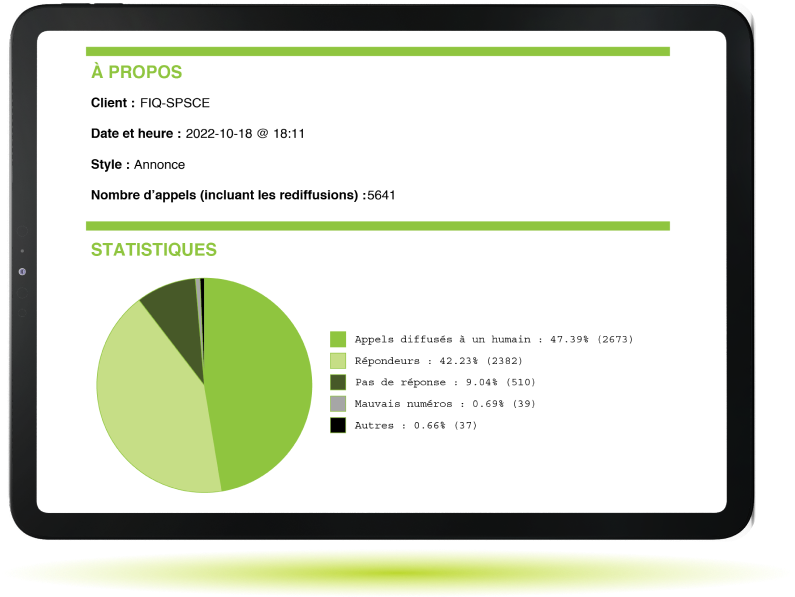 À PROPOS
Client : FIQ-SPSCE
Date et heure : 2022-10-18 @ 18:11
Style : Annonce
Nombre d’appels (incluant les rediffusions) :5641
STATISTIQUES
Appels diffusés à un humain : 47.39% (2673)
Répondeurs : 42.23% (2382)
Pas de réponse : 9.04% (510)
Mauvais numéros : 0.69% (39)
Autres : 0.66% (37)